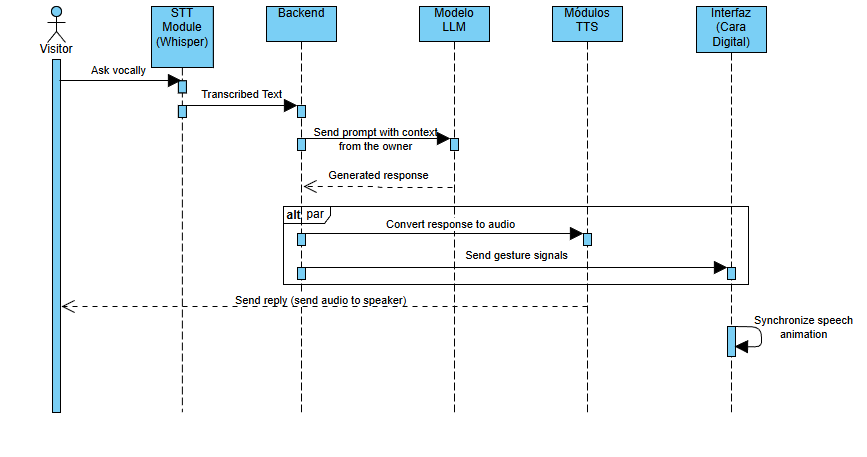 Visitor
STT
Module
(Whisper)
Backend
Modelo
LLM
Módulos
TTS
Interfaz
(Cara
Digital)
Ask vocally
Transcribed Text
Send prompt with context
from the owner
Generated response
alt par
Convert response to audio
Send gesture signals
Send reply (send audio to speaker)
Synchronize speech
animation